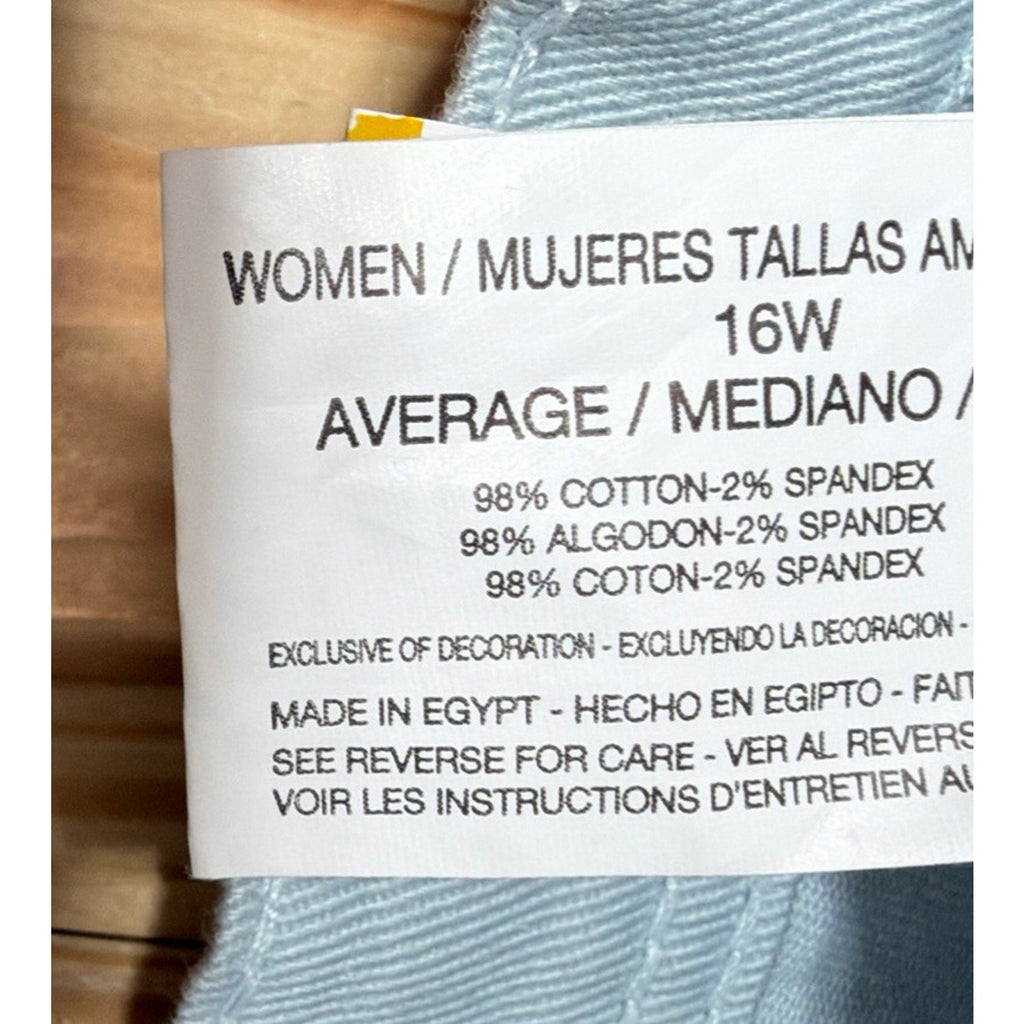 WOMEN / MUJERES TALLAS AM
16W
AVERAGE / MEDIANO /
98% COTTON-2% SPANDEX
98% ALGODON-2% SPANDEX
98% COTON-2% SPANDEX
EXCLUSIVE OF DECORATION - EXCLUYENDO LA DECORACION -
MADE IN EGYPT - HECHO EN EGIPTO - FAIT
SEE REVERSE FOR CARE - VER AL REVERS
VOIR LES INSTRUCTIONS D'ENTRETIEN AU